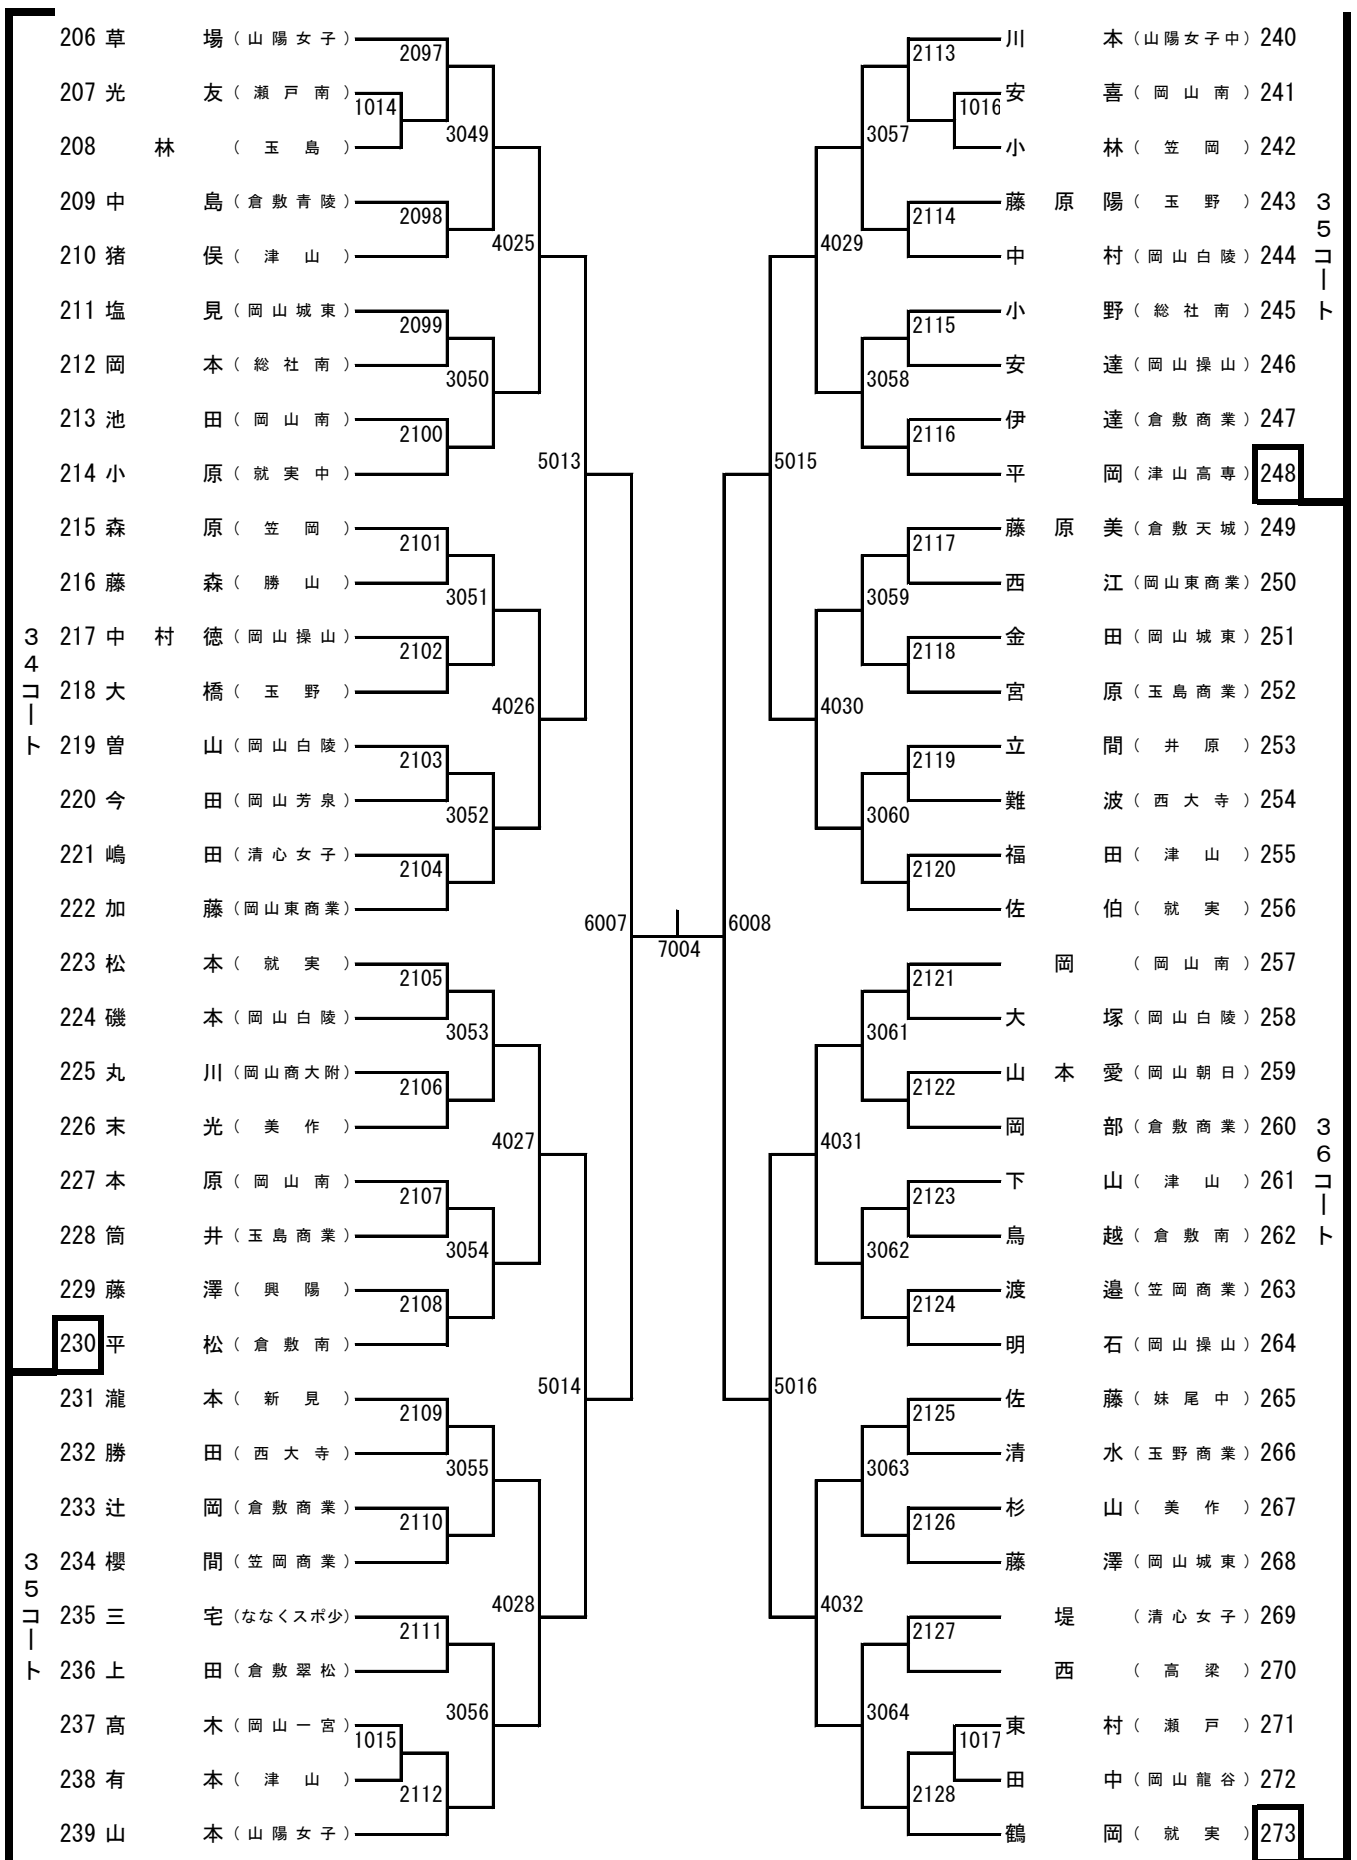 206 草場 (山陽女子)
207 光友 (瀬戸南)
208 林 (玉島)
209 中島 (倉敷青陵)
210 猪俣 (津山)
211 塩見 (岡山城東)
212 岡本 (総社南)
213 池田 (岡山南)
214 小原 (就実中)
215 森原 (笠岡)
216 藤森 (勝山)
217 中村徳 (岡山操山)
218 大橋 (玉野)
219 曽山 (岡山白陵)
220 今田 (岡山芳泉)
221 嶋田 (清心女子)
222 加藤 (岡山東商業)
223 松本 (就実)
224 磯本 (岡山白陵)
225 丸川 (岡山商大附)
226 末光 (美作)
227 本原 (岡山南)
228 筒井 (玉島商業)
229 藤澤 (興陽)
230 平松 (倉敷南)
231 瀧本 (新見)
232 勝田 (西大寺)
233 辻岡 (倉敷商業)
234 櫻間 (笠岡商業)
235 三宅 (ななくスポ少)
236 上田 (倉敷翠松)
237 髙木 (岡山一宮)
238 有本 (津山)
239 山本 (山陽女子)
34コート
35コート
1014
1015
2097
2098
2099
2100
2101
2102
2103
2104
2105
2106
2107
2108
2109
2110
2111
2112
3049
3050
3051
3052
3053
3054
3055
3056
4025
4026
4027
4028
5013
5014
6007
7004
6008
5015
5016
4029
4030
4031
4032
3057
3058
3059
3060
3061
3062
3063
3064
2113
2114
2115
2116
2117
2118
2119
2120
2121
2122
2123
2124
2125
2126
2127
2128
1016
1017
川本 (山陽女子中) 240
安喜 (岡山南) 241
小林 (笠岡) 242
藤原陽 (玉野) 243
中村 (岡山白陵) 244
小野 (総社南) 245
安達 (岡山操山) 246
伊達 (倉敷商業) 247
平岡 (津山高専) 248
藤原美 (倉敷天城) 249
西江 (岡山東商業) 250
金田 (岡山城東) 251
宮原 (玉島商業) 252
立間 (井原) 253
難波 (西大寺) 254
福田 (津山) 255
佐伯 (就実) 256
岡 (岡山南) 257
大塚 (岡山白陵) 258
山本愛 (岡山朝日) 259
岡部 (倉敷商業) 260
下山 (津山) 261
鳥越 (倉敷南) 262
渡邉 (笠岡商業) 263
明石 (岡山操山) 264
佐藤 (妹尾中) 265
清水 (玉野商業) 266
杉山 (美作) 267
藤澤 (岡山城東) 268
堤 (清心女子) 269
西 (高梁) 270
東村 (瀬戸) 271
田中 (岡山龍谷) 272
鶴岡 (就実) 273
35コート
36コート